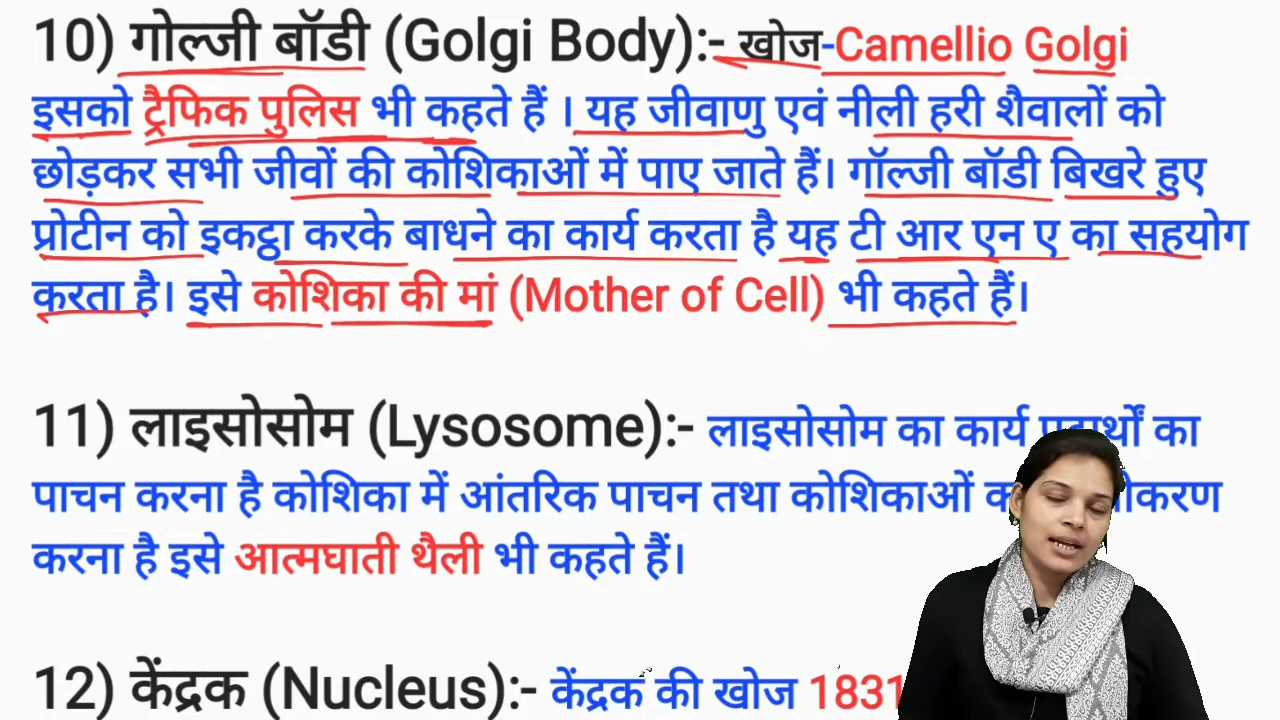 10) गोल्जी बॉडी (Golgi Body):- खोज-Camellio Golgi
इसको ट्रैफिक पुलिस भी कहते हैं । यह जीवाणु एवं नीली हरी शैवालों को
छोड़कर सभी जीवों की कोशिकाओं में पाए जाते हैं। गॉल्जी बॉडी बिखरे हुए
प्रोटीन को इकट्ठा करके बाधने का कार्य करता है यह टी आर एन ए का सहयोग
करता है। इसे कोशिका की मां (Mother of Cell) भी कहते हैं।
11) लाइसोसोम (Lysosome):- लाइसोसोम का कार्य का
पाचन करना है कोशिका में आंतरिक पाचन तथा कोशिकाओं
करना है इसे आत्मघाती थैली भी कहते हैं।
12) केंद्रक (Nucleus):- केंद्रक की खोज 1831